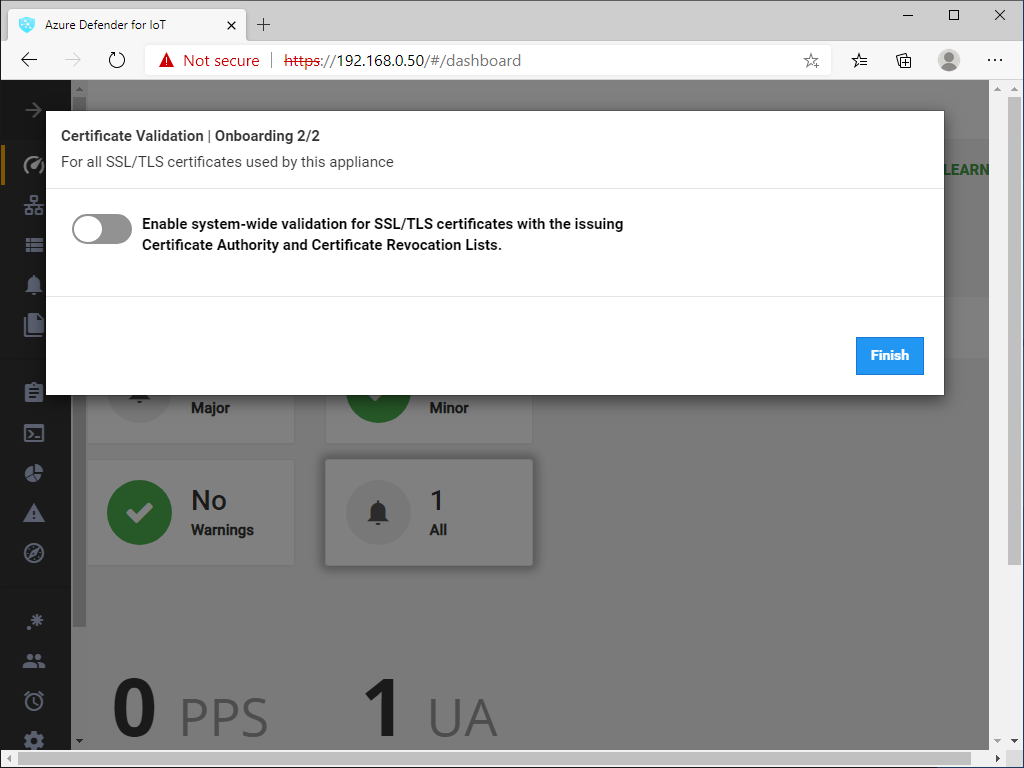 Azure Defender for IoT
Not secure
https://192.168.0.50/#/dashboard
Certificate Validation | Onboarding 2/2
For all SSL/TLS certificates used by this appliance
LEARN
Enable system-wide validation for SSL/TLS certificates with the issuing
Certificate Authority and Certificate Revocation Lists.
Finish
Major
Minor
No
Warnings
1
All
0 PPS
1 UA